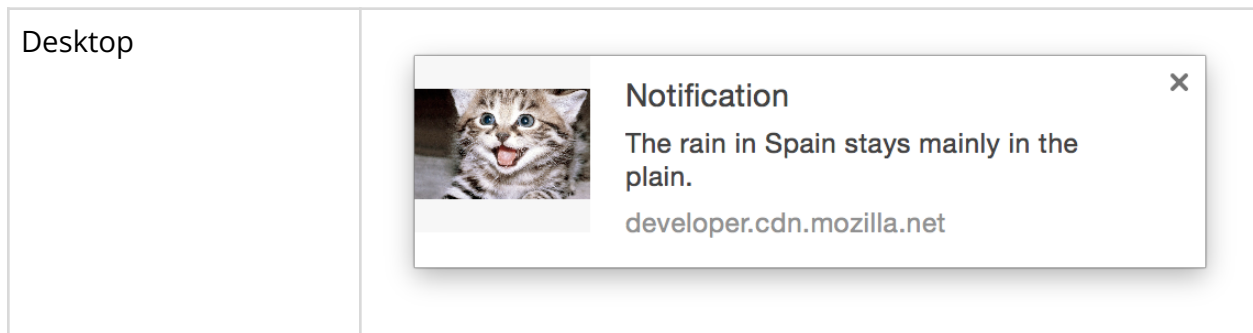 Desktop
Notification
The rain in Spain stays mainly in the
plain.
developer.cdn.mozilla.net